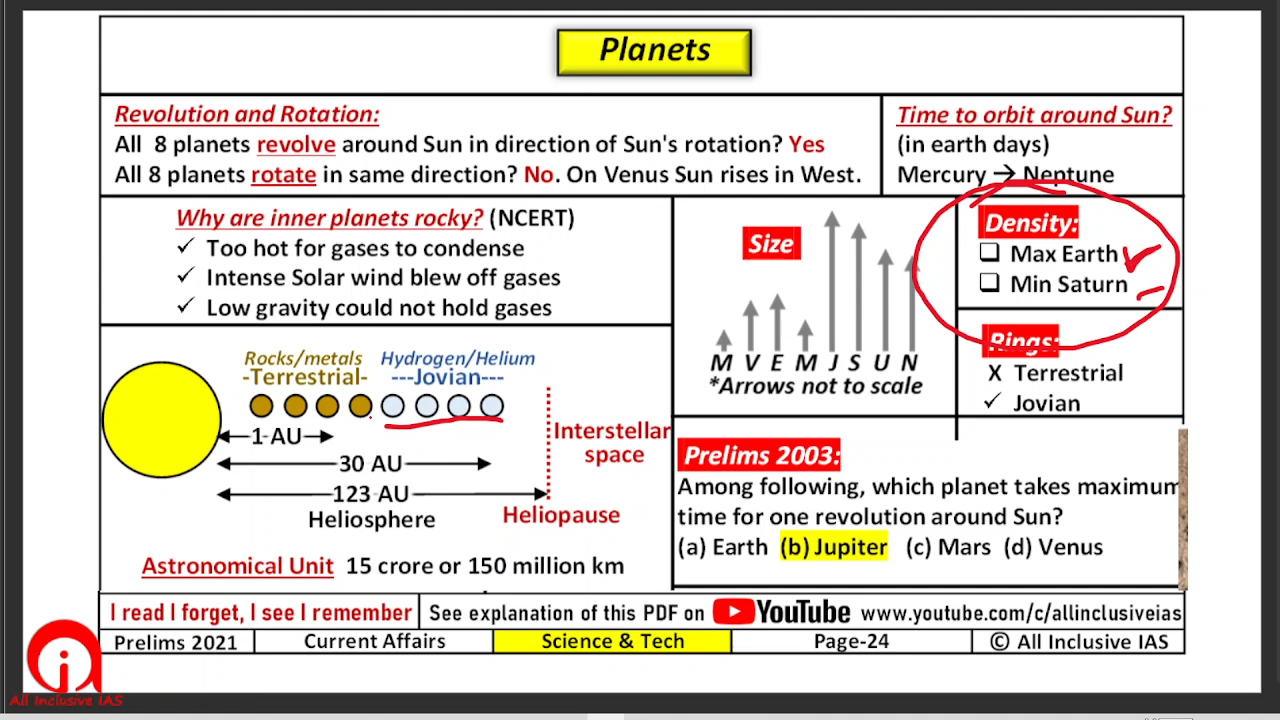 Planets
Revolution and Rotation:
All 8 planets revolve around Sun in direction of Sun's rotation? Yes
All 8 planets rotate in same direction? No. On Venus Sun rises in West.
Time to orbit around Sun?
(in earth days)
Mercury → Neptune
Why are inner planets rocky? (NCERT)
✓ Too hot for gases to condense
✓ Intense Solar wind blew off gases
✓ Low gravity could not hold gases
Size
M V E M J S U N
*Arrows not to scale
Density:
❑ Max Earth
❑ Min Saturn
Rings:
X Terrestrial
✓ Jovian
Rocks/metals Hydrogen/Helium
-Terrestrial- ---Jovian---
1 AU
30 AU
123 AU
Heliosphere
Interstellar
space
Heliopause
Astronomical Unit 15 crore or 150 million km
Prelims 2003:
Among following, which planet takes maximum
time for one revolution around Sun?
(a) Earth (b) Jupiter (c) Mars (d) Venus
I read I forget, I see I remember See explanation of this PDF on YouTube www.youtube.com/c/allinclusiveias
Prelims 2021 Current Affairs Science & Tech Page-24 © All Inclusive IAS
All Inclusive IAS